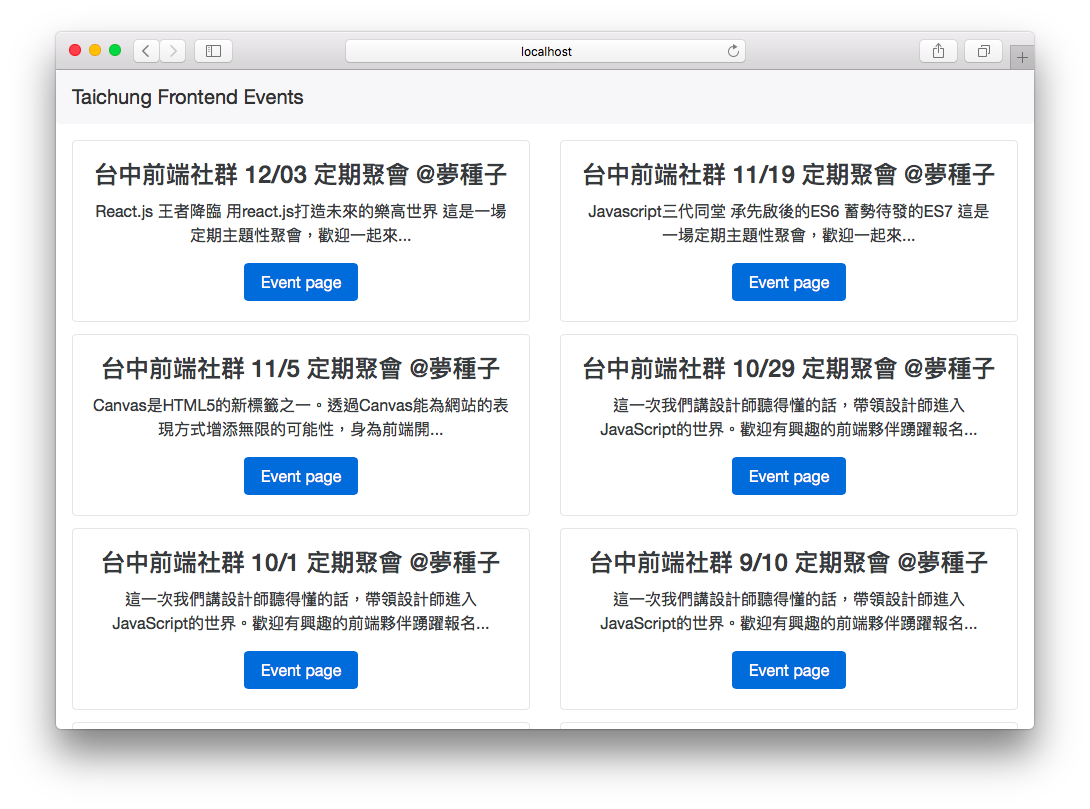 localhost
Taichung Frontend Events
台中前端社群 12/03 定期聚會 @夢種子
React.js 王者降臨 用react.js打造未來的樂高世界 這是一場
定期主題性聚會，歡迎一起來...
Event page
台中前端社群 11/19 定期聚會 @夢種子
Javascript三代同堂 承先啟後的ES6 蓄勢待發的ES7 這是
一場定期主題性聚會，歡迎一起來...
Event page
台中前端社群 11/5 定期聚會 @夢種子
Canvas是HTML5的新標籤之一。透過Canvas能為網站的表
現方式增添無限的可能性，身為前端開...
Event page
台中前端社群 10/29 定期聚會 @夢種子
這一次我們講設計師聽得懂的話，帶領設計師進入
JavaScript的世界。歡迎有興趣的前端夥伴踴躍報名...
Event page
台中前端社群 10/1 定期聚會 @夢種子
這一次我們講設計師聽得懂的話，帶領設計師進入
JavaScript的世界。歡迎有興趣的前端夥伴踴躍報名...
Event page
台中前端社群 9/10 定期聚會 @夢種子
這一次我們講設計師聽得懂的話，帶領設計師進入
JavaScript的世界。歡迎有興趣的前端夥伴踴躍報名...
Event page